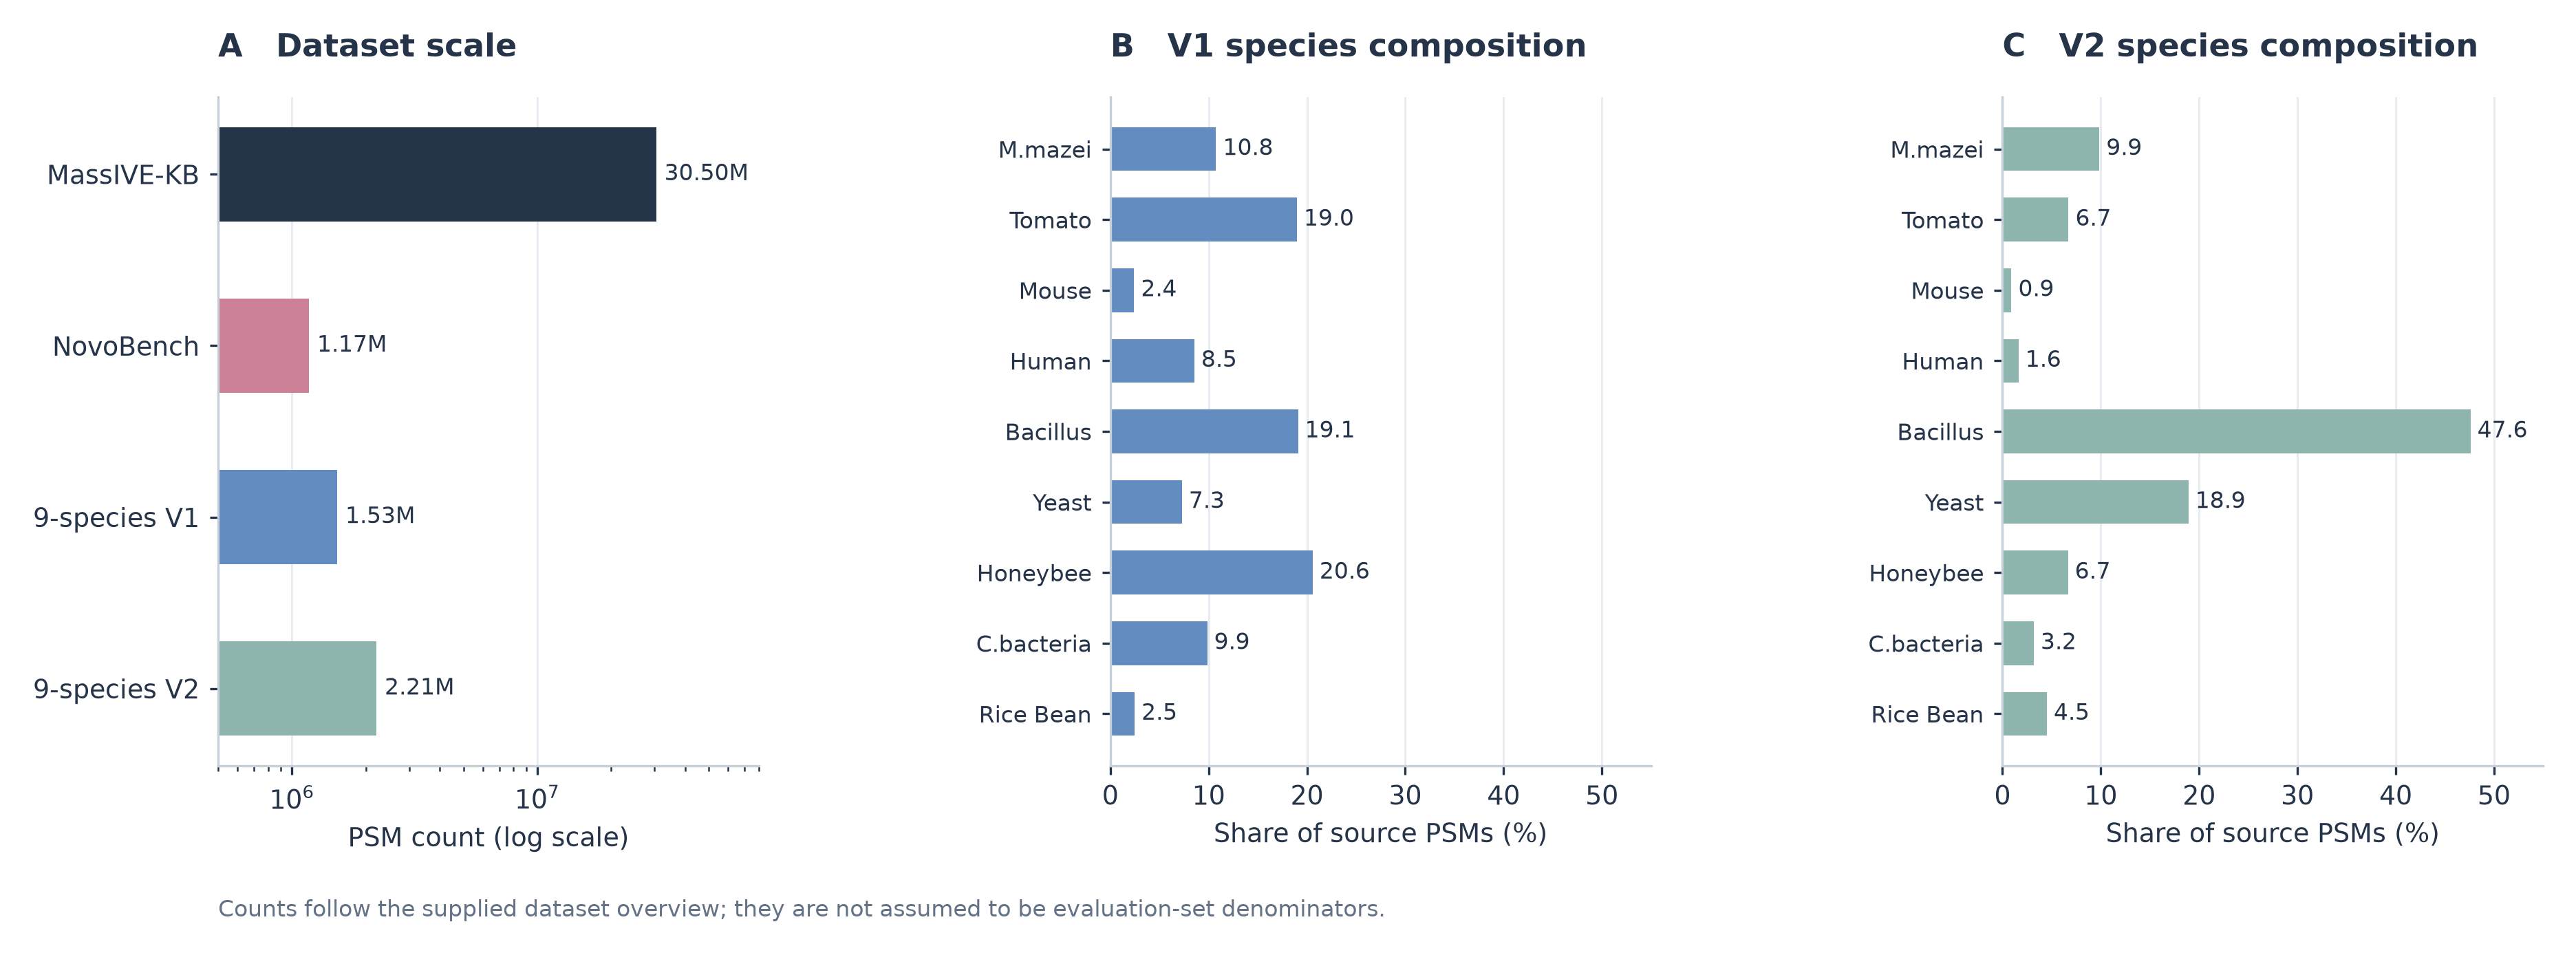 A Dataset scale
MassIVE-KB
30.50M
NovoBench
1.17M
9-species V1
1.53M
9-species V2
2.21M
10⁶
10⁷
PSM count (log scale)
B V1 species composition
M.mazei
10.8
Tomato
19.0
Mouse
2.4
Human
8.5
Bacillus
19.1
Yeast
7.3
Honeybee
20.6
C.bacteria
9.9
Rice Bean
2.5
0 10 20 30 40 50
Share of source PSMs (%)
C V2 species composition
M.mazei
9.9
Tomato
6.7
Mouse
0.9
Human
1.6
Bacillus
47.6
Yeast
18.9
Honeybee
6.7
C.bacteria
3.2
Rice Bean
4.5
0 10 20 30 40 50
Share of source PSMs (%)
Counts follow the supplied dataset overview; they are not assumed to be evaluation-set denominators.